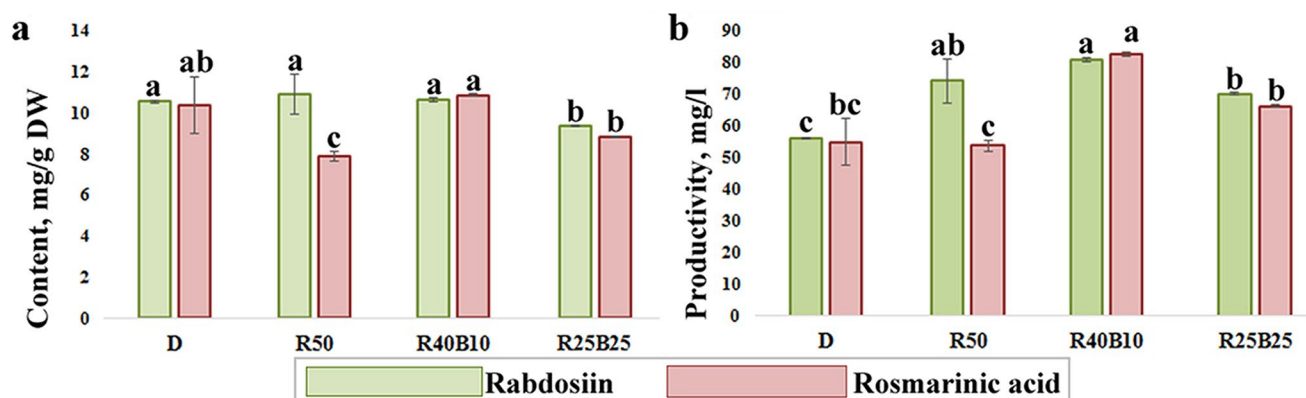 a
Content, mg/g DW
14
12
10
8
6
4
2
0
a
ab
a
c
a
a
b
b
D
R50
R40B10
R25B25
b
Productivity, mg/l
90
80
70
60
50
40
30
20
10
0
c
bc
ab
c
a
a
b
b
D
R50
R40B10
R25B25
Rabdosiin
Rosmarinic acid